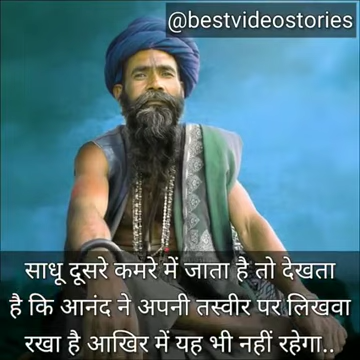 @bestvideostories
साधू दूसरे कमरे में जाता है तो देखता
है कि आनंद ने अपनी तस्वीर पर लिखवा
रखा है आखिर में यह भी नहीं रहेगा..